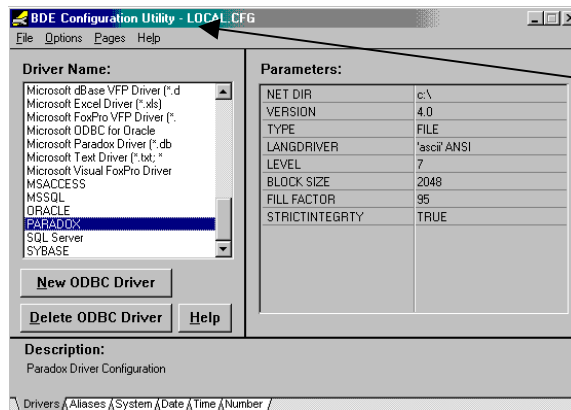 BDE Configuration Utility - LOCAL.CFG
File Options Pages Help
Driver Name:
Microsoft dBase VFP Driver (*.d
Microsoft Excel Driver (*.xls)
Microsoft FoxPro VFP Driver (*.
Microsoft ODBC for Oracle
Microsoft Paradox Driver (*.db
Microsoft Text Driver (*.txt; *
Microsoft Visual FoxPro Driver
MSACCESS
MSSQL
ORACLE
PARADOX
SQL Server
SYBASE
New ODBC Driver
Delete ODBC Driver Help
Parameters:
NET DIR c:\
VERSION 4.0
TYPE FILE
LANGDRIVER 'ascii' ANSI
LEVEL 7
BLOCK SIZE 2048
FILL FACTOR 95
STRICTINTEGRTY TRUE
Description:
Paradox Driver Configuration
Drivers Aliases System Date Time Number